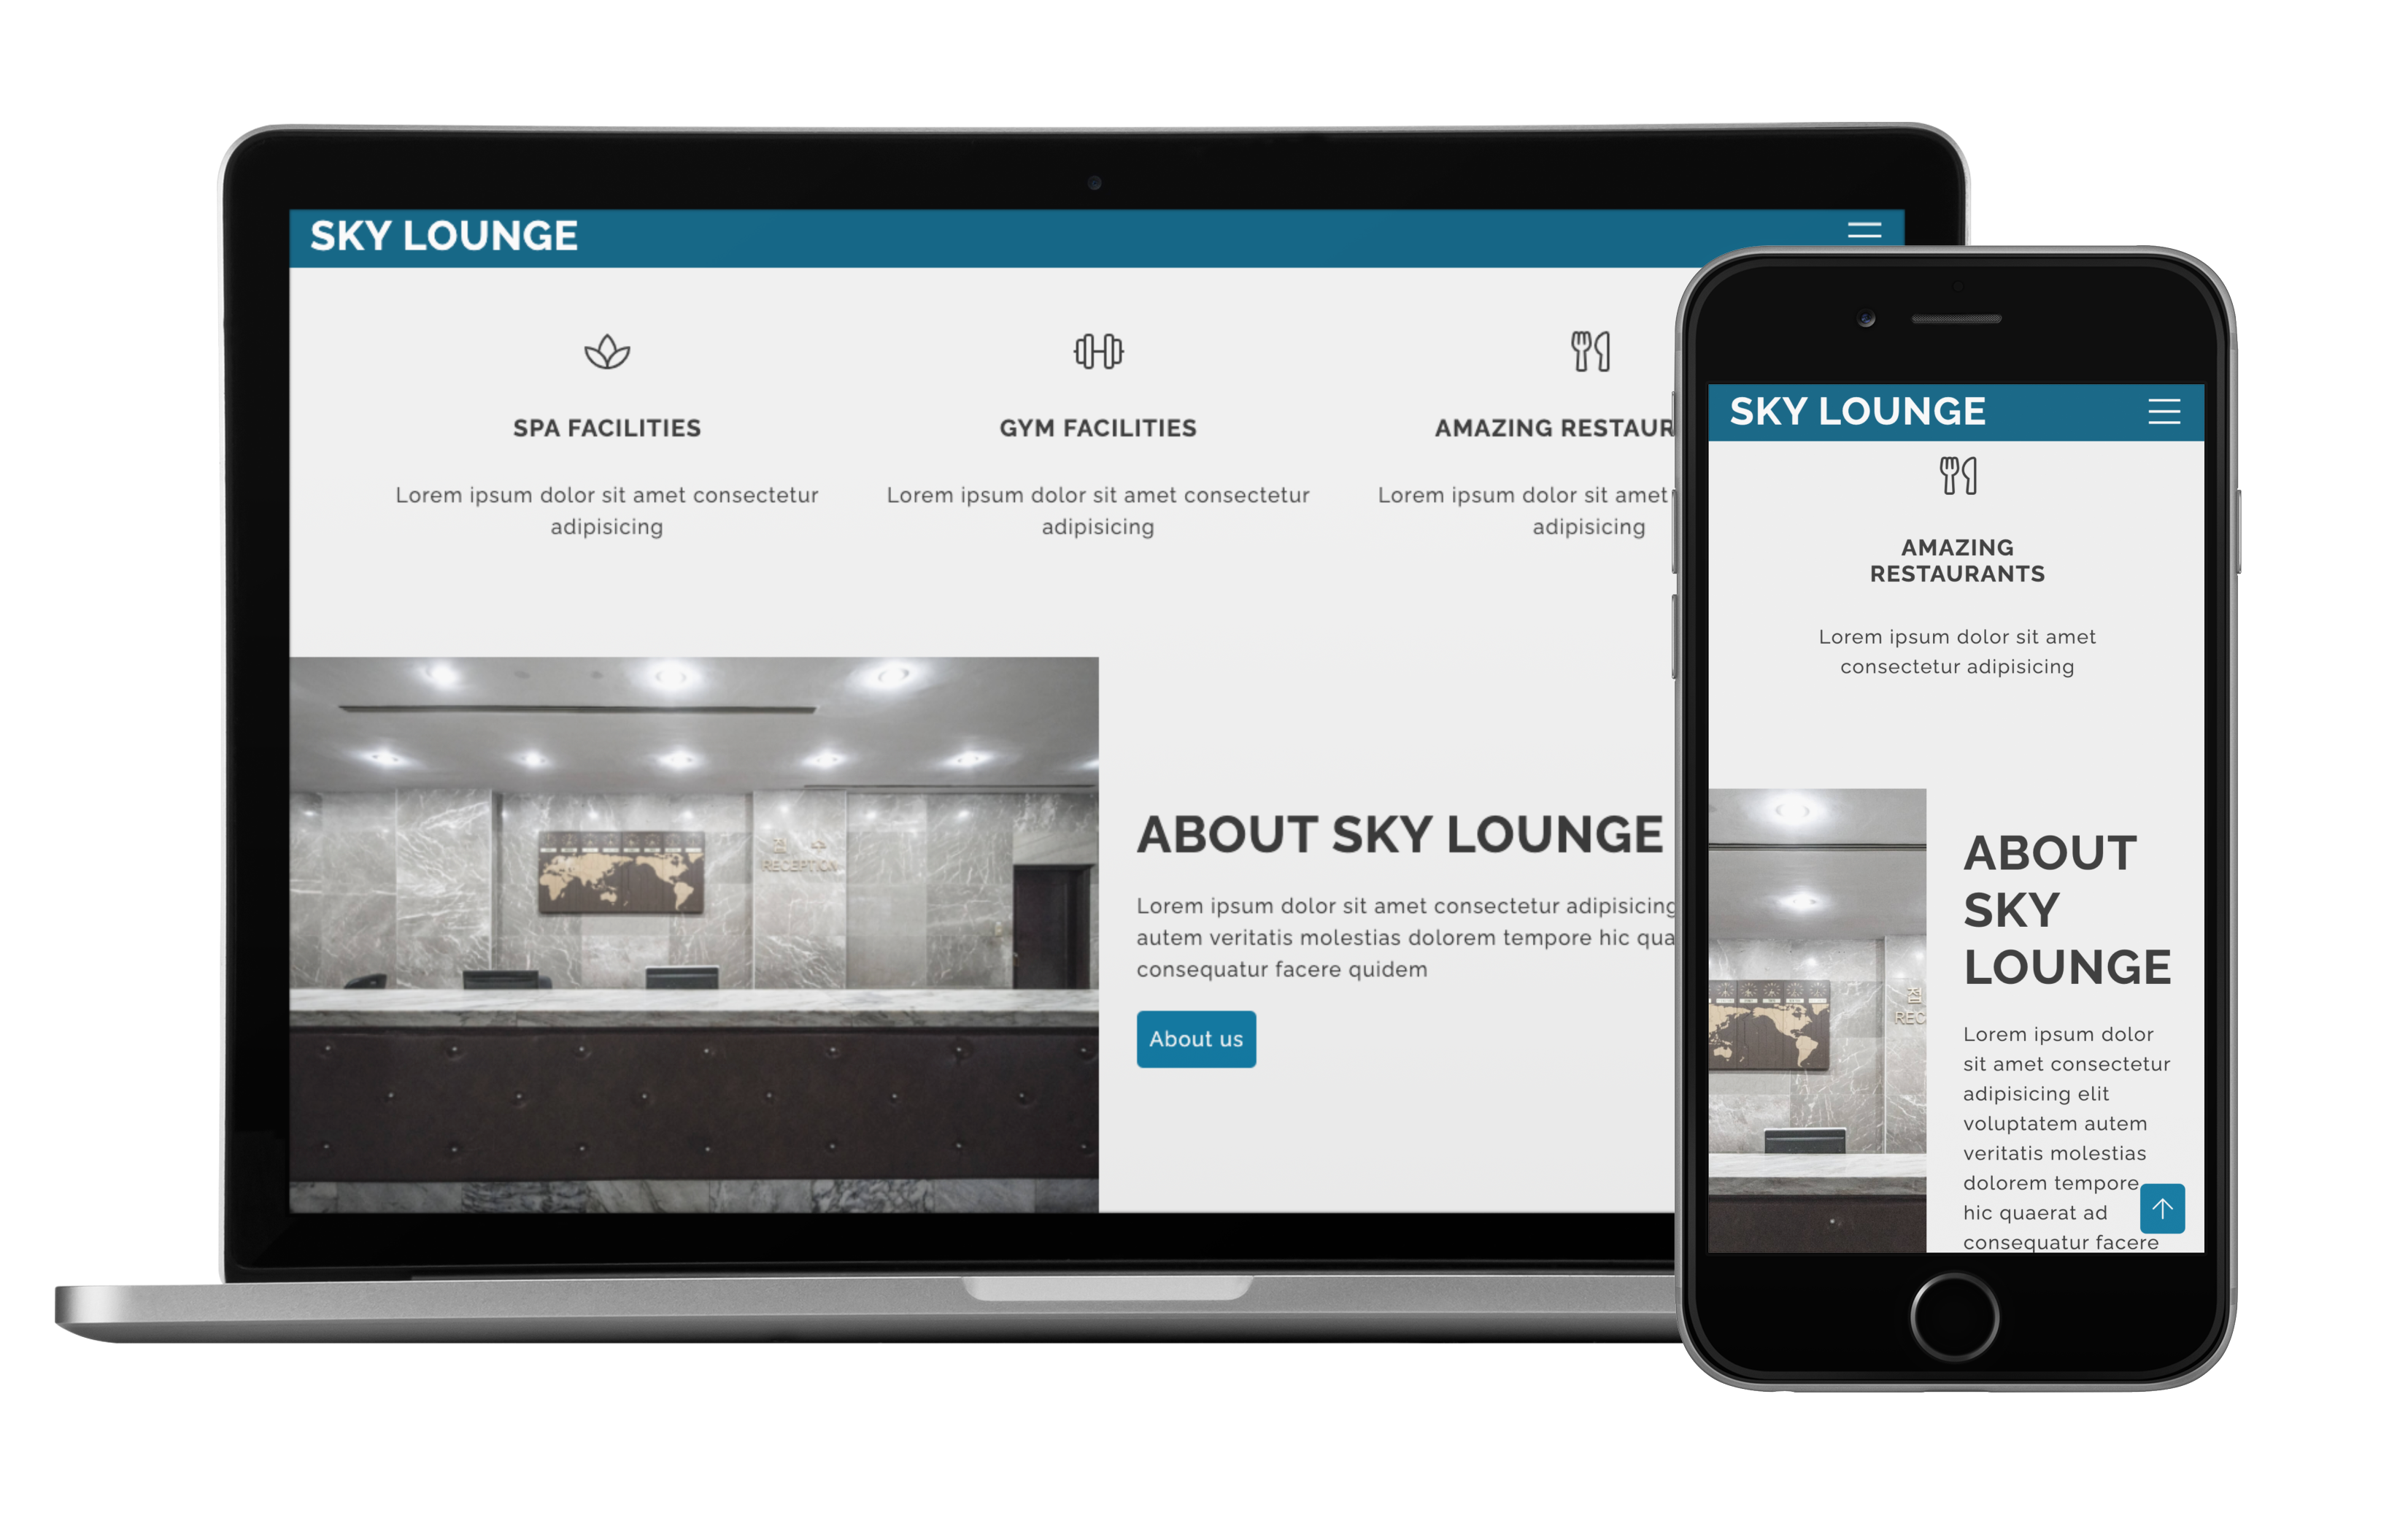 SKY LOUNGE
SPA FACILITIES
Lorem ipsum dolor sit amet consectetur
adipisicing
GYM FACILITIES
Lorem ipsum dolor sit amet consectetur
adipisicing
AMAZING RESTAUR
Lorem ipsum dolor sit amet
adipisicing
RECEPTION
ABOUT SKY LOUNGE
Lorem ipsum dolor sit amet consectetur adipisicing
autem veritatis molestias dolorem tempore hic qua
consequatur facere quidem
About us
SKY LOUNGE
AMAZING
RESTAURANTS
Lorem ipsum dolor sit amet
consectetur adipisicing
REC
ABOUT
SKY
LOUNGE
Lorem ipsum dolor
sit amet consectetur
adipisicing elit
voluptatem autem
veritatis molestias
dolorem tempore
hic quaerat ad
consequatur facere